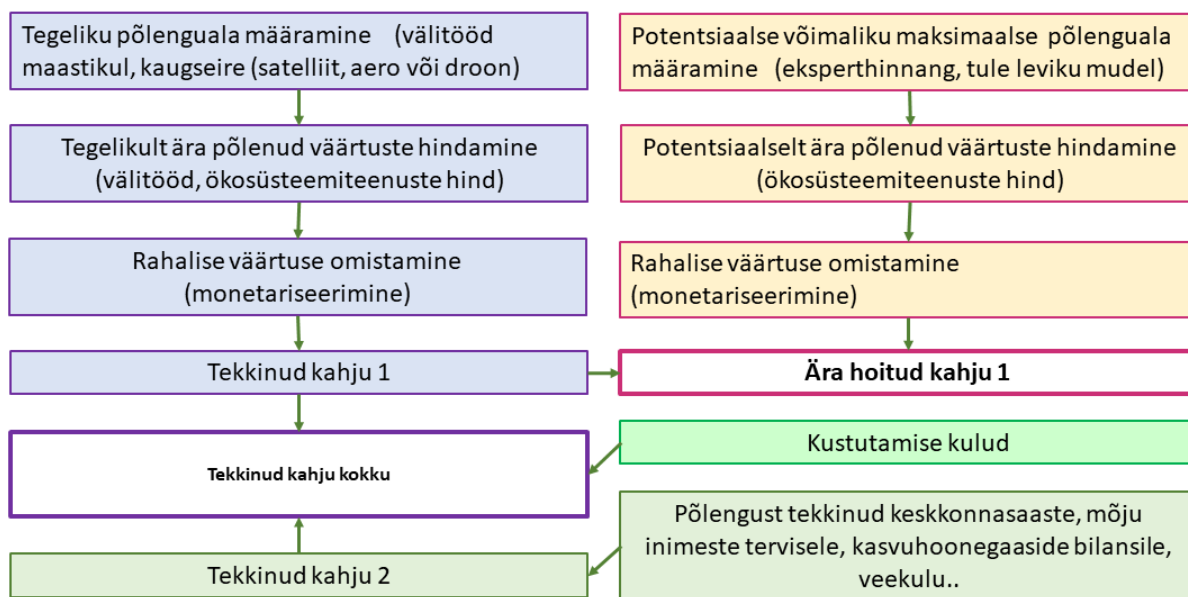 Tegeliku põlenguala määramine (välitööd
maastikul, kaugseire (satelliit, aero või droon)
Potentsiaalse võimaliku maksimaalse põlenguala
määramine (eksperthinnang, tule leviku mudel)
Tegelikult ära põlenud väärtuste hindamine
(välitööd, ökosüsteemiteenuste hind)
Potentsiaalselt ära põlenud väärtuste hindamine
(ökosüsteemiteenuste hind)
Rahalise väärtuse omistamine
(monetariseerimine)
Rahalise väärtuse omistamine
(monetariseerimine)
Tekkinud kahju 1
Ära hoitud kahju 1
Tekkinud kahju kokku
Kustutamise kulud
Põlengust tekkinud keskkonnasaaste, mõju
inimeste tervisele, kasvuhoonegaaside bilansile,
veekulu..
Tekkinud kahju 2